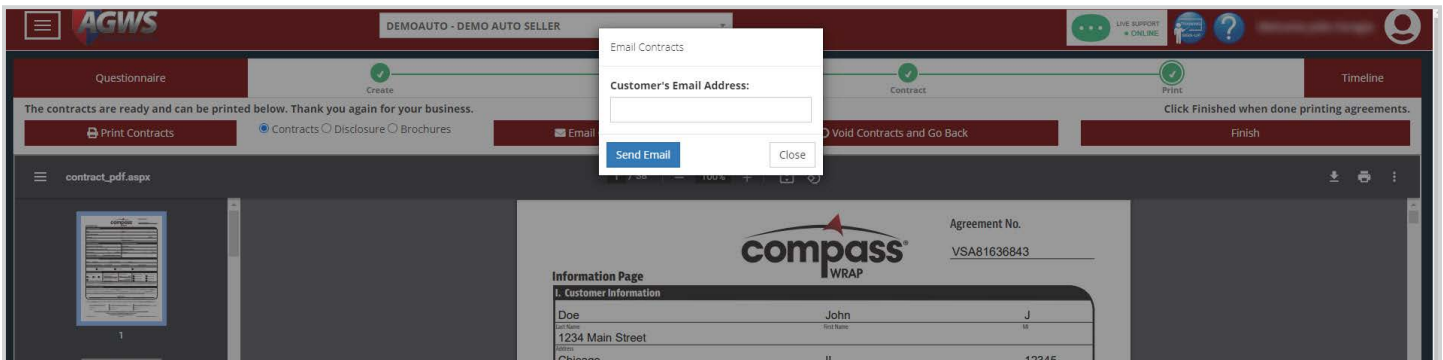 AGWS
DEMOAUTO - DEMO AUTO SELLER
LIVE SUPPORT
ONLINE
?
Email Contracts
Customer's Email Address:
Send Email
Close
Questionnaire
Create
Contract
Print
Timeline
The contracts are ready and can be printed below. Thank you again for your business.
Click Finished when done printing agreements.
Print Contracts
Contracts Disclosure Brochures
Email
Void Contracts and Go Back
Finish
contract_pdf.aspx
1 / 38
100%
1
compass
WRAP
Agreement No.
VSA81636843
Information Page
I. Customer Information
Doe John J
Last Name First Name MI
1234 Main Street
Address
Chicago IL 12345